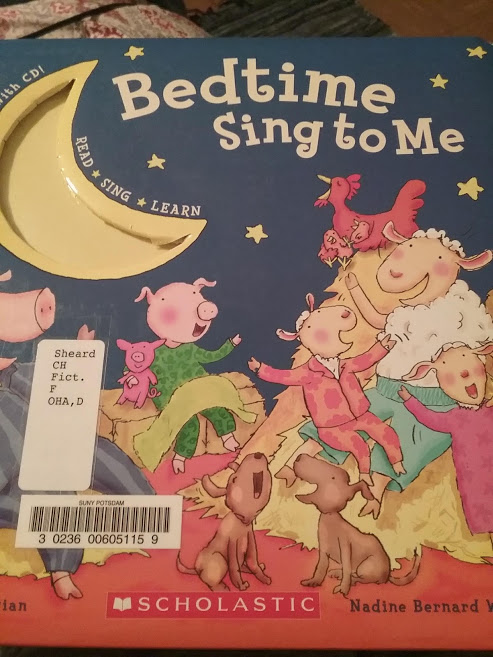 with CD!
Bedtime
Sing to Me
READ ★ SING ★ LEARN
Sheard
CH
Fict.
F
OHA,D
SUNY POTSDAM
3 0236 00605115 9
SCHOLASTIC
Nadine Bernard W